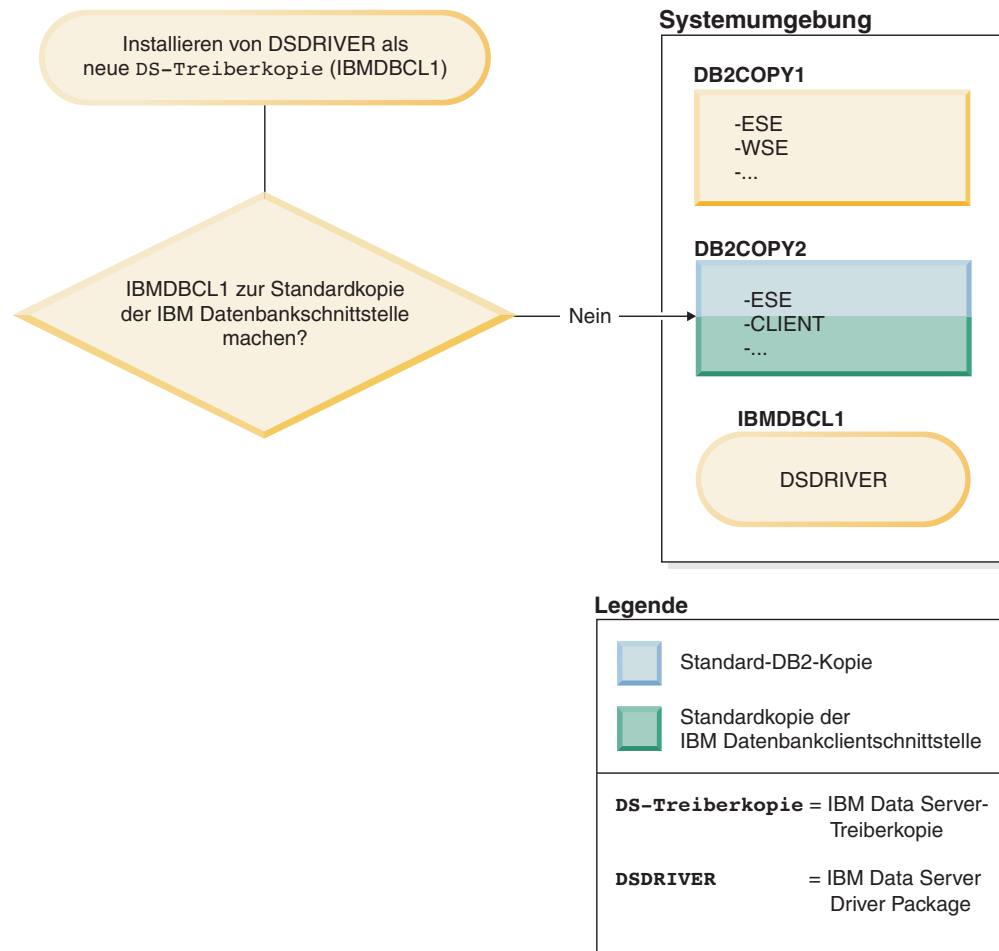 Installieren von DSDRIVER als
neue DS-Treiberkopie (IBMDBCL1)
IBMDBCL1 zur Standardkopie
der IBM Datenbankschnittstelle
machen?
Nein
Systemumgebung
DB2COPY1
-ESE
-WSE
-...
DB2COPY2
-ESE
-CLIENT
-...
IBMDBCL1
DSDRIVER
Legende
Standard-DB2-Kopie
Standardkopie der
IBM Datenbankclientschnittstelle
DS-Treiberkopie = IBM Data Server-
Treiberkopie
DSDRIVER = IBM Data Server
Driver Package